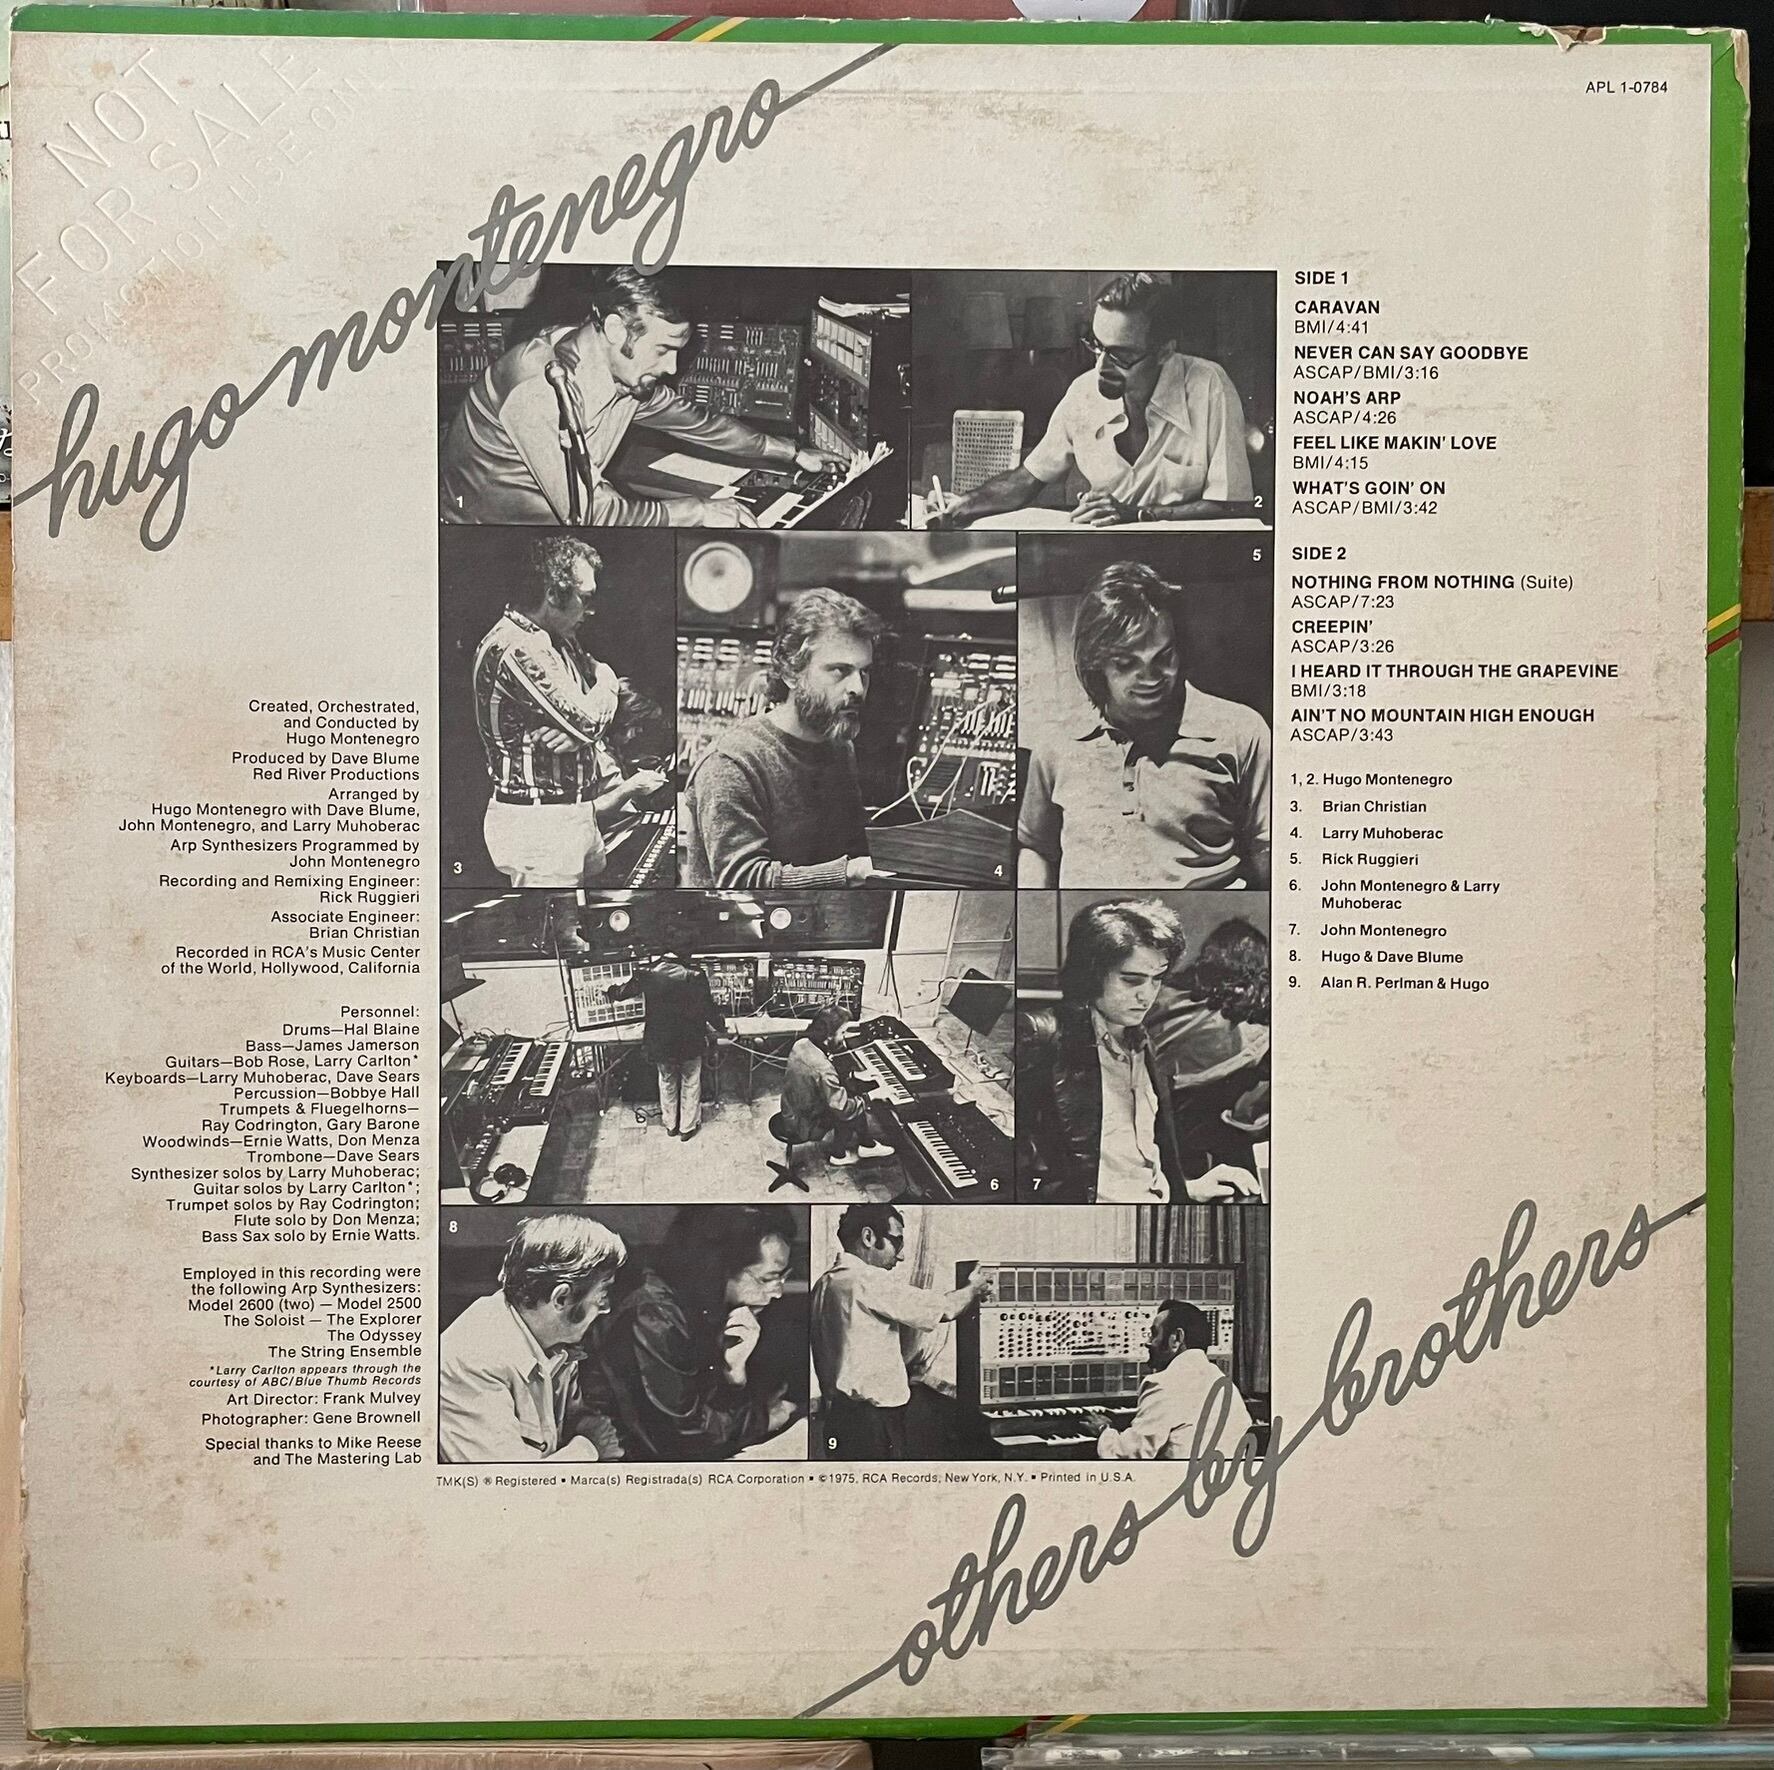 NOT
FOR SALE
PROMOTION USE ON
APL 1-0784
hugo montenegro
1
2
3
4
5
6
7
8
9
SIDE 1
CARAVAN
BMI/4:41
NEVER CAN SAY GOODBYE
ASCAP/BMI/3:16
NOAH'S ARP
ASCAP/4:26
FEEL LIKE MAKIN' LOVE
BMI/4:15
WHAT'S GOIN' ON
ASCAP/BMI/3:42
SIDE 2
NOTHING FROM NOTHING (Suite)
ASCAP/7:23
CREEPIN'
ASCAP/3:26
I HEARD IT THROUGH THE GRAPEVINE
BMI/3:18
AIN'T NO MOUNTAIN HIGH ENOUGH
ASCAP/3:43
1, 2. Hugo Montenegro
3. Brian Christian
4. Larry Muhoberac
5. Rick Ruggieri
6. John Montenegro & Larry
Muhoberac
7. John Montenegro
8. Hugo & Dave Blume
9. Alan R. Perlman & Hugo
Created, Orchestrated,
and Conducted by
Hugo Montenegro
Produced by Dave Blume
Red River Productions
Arranged by
Hugo Montenegro with Dave Blume,
John Montenegro, and Larry Muhoberac
Arp Synthesizers Programmed by
John Montenegro
Recording and Remixing Engineer:
Rick Ruggieri
Associate Engineer:
Brian Christian
Recorded in RCA's Music Center
of the World, Hollywood, California
Personnel:
Drums—Hal Blaine
Bass—James Jamerson
Guitars—Bob Rose, Larry Carlton*
Keyboards—Larry Muhoberac, Dave Sears
Percussion—Bobbye Hall
Trumpets & Fluegelhorns—
Ray Codrington, Gary Barone
Woodwinds—Ernie Watts, Don Menza
Trombone—Dave Sears
Synthesizer solos by Larry Muhoberac;
Guitar solos by Larry Carlton*;
Trumpet solos by Ray Codrington;
Flute solo by Don Menza;
Bass Sax solo by Ernie Watts.
Employed in this recording were
the following Arp Synthesizers:
Model 2600 (two) — Model 2500
The Soloist — The Explorer
The Odyssey
The String Ensemble
*Larry Carlton appears through the
courtesy of ABC/Blue Thumb Records
Art Director: Frank Mulvey
Photographer: Gene Brownell
Special thanks to Mike Reese
and The Mastering Lab
TMK(S) ® Registered ▪ Marca(s) Registrada(s) RCA Corporation ▪ ©1975, RCA Records, New York, N.Y. ▪ Printed in U.S.A.
others by brothers